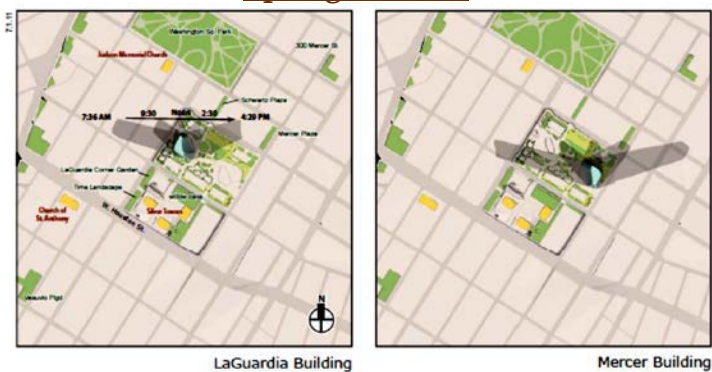 7.1.11
Washington Sq. Park
Judson Memorial Church
300 Mercer St.
Schwartz Plaza
7:36 AM 9:30 Noon 2:30 4:29 PM
Mercer Plaza
LaGuardia Corner Garden
Time Landscape
Silver Towers
Church of
St. Anthony
W. Houston St.
N
LaGuardia Building
Mercer Building